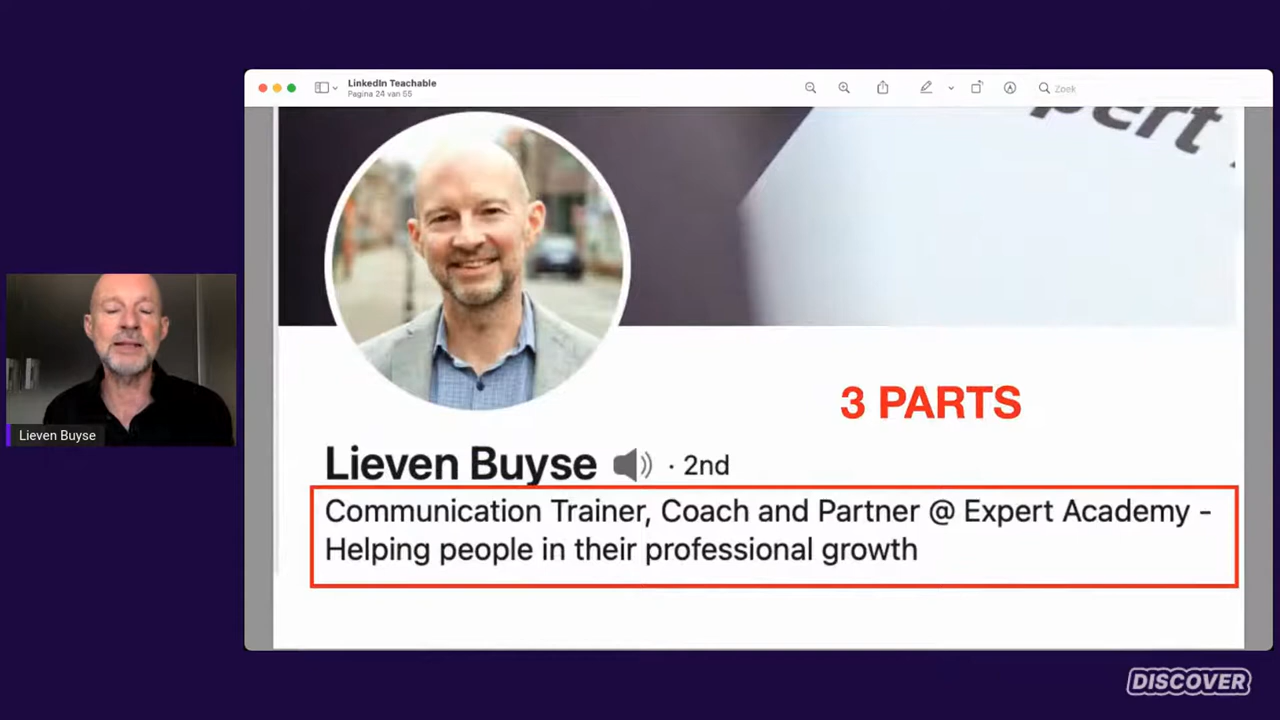 LinkedIn Teachable
Pagina 24 van 55
Zoek
pert
3 PARTS
Lieven Buyse · 2nd
Communication Trainer, Coach and Partner @ Expert Academy -
Helping people in their professional growth
Lieven Buyse
DISCOVER